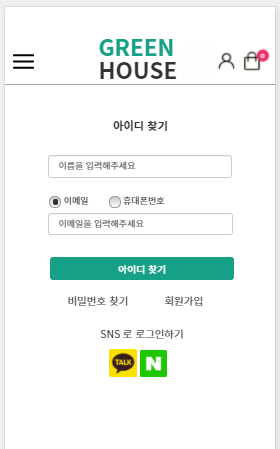 GREEN
HOUSE
0
아이디 찾기
이름을 입력해주세요
이메일 휴대폰번호
이메일을 입력해주세요
아이디 찾기
비밀번호 찾기 회원가입
SNS 로 로그인하기
TALK N